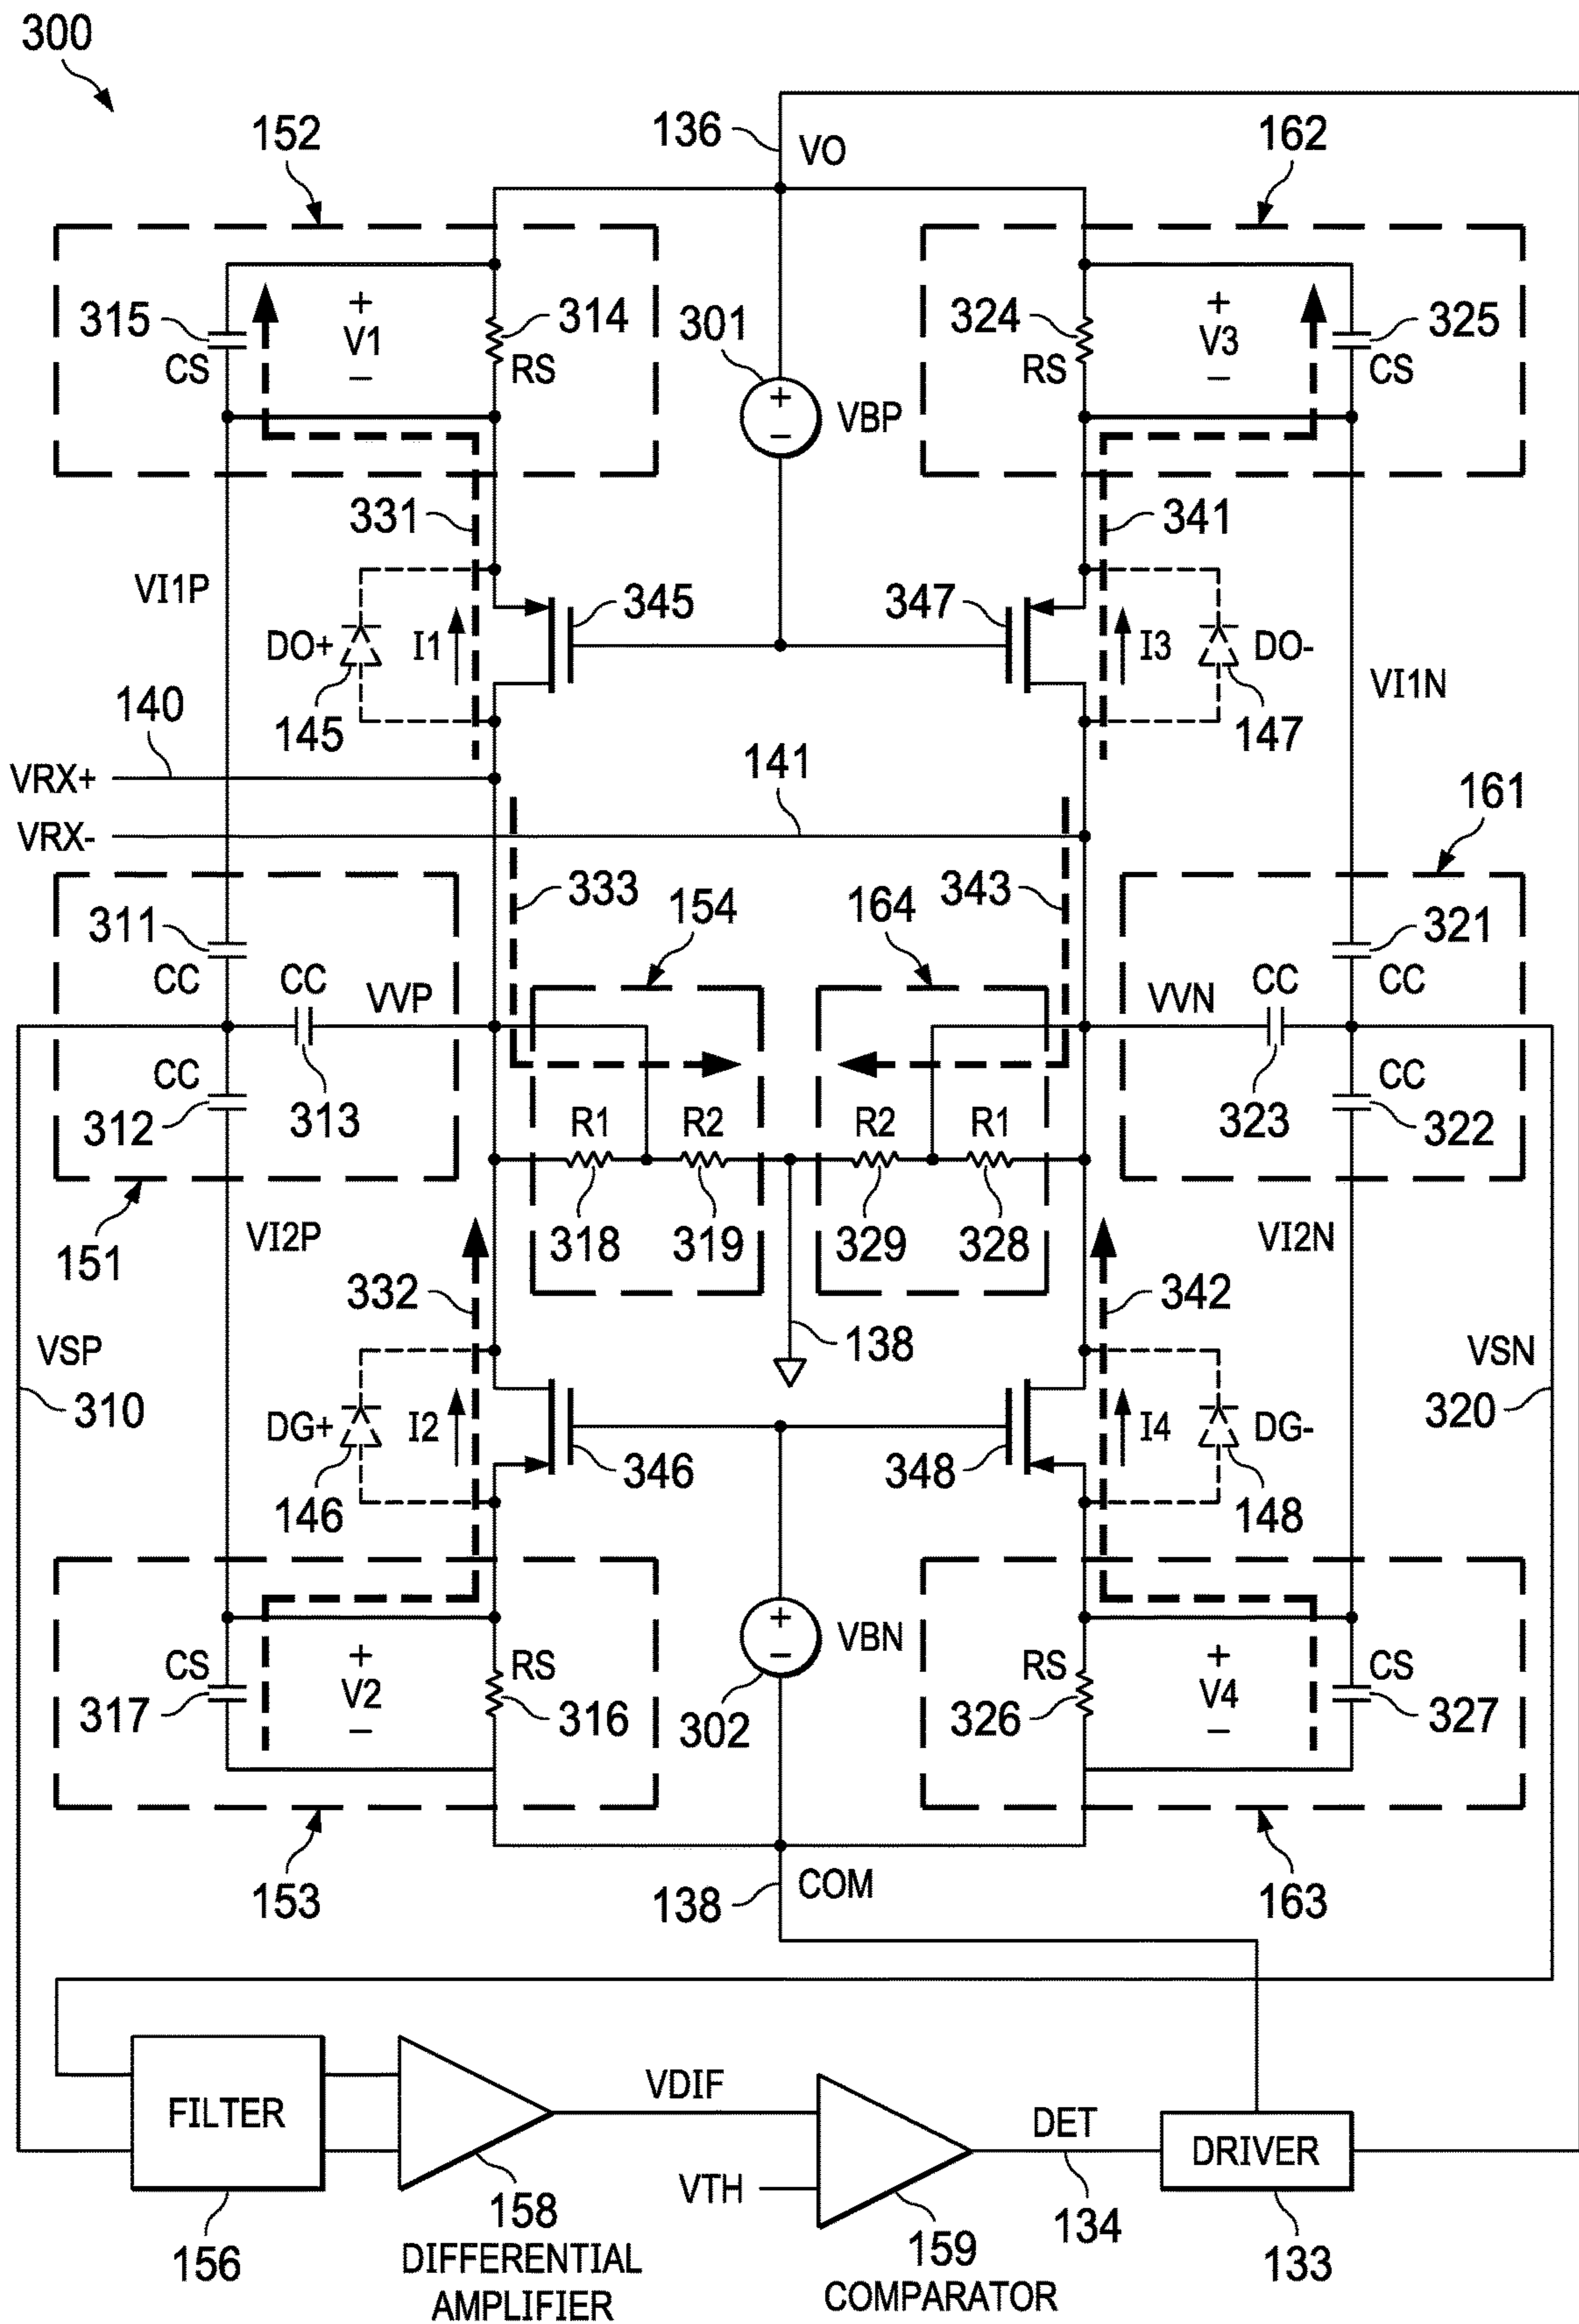 300
136
VO
152
162
315
CS
+
V1
−
314
RS
301
+
−
VBP
324
RS
+
V3
−
325
CS
331
341
VI1P
DO+
145
I1
345
347
I3
DO-
147
VI1N
140
VRX+
VRX-
141
161
333
343
154
164
311
CC
CC
VVP
VVN
CC
321
CC
CC
312
313
323
CC
322
R1
R2
R2
R1
318
319
329
328
151
VI2P
VI2N
332
342
138
VSP
310
VSN
320
DG+
146
I2
346
348
I4
DG-
148
CS
317
+
V2
−
RS
316
+
−
VBN
302
RS
326
+
V4
−
CS
327
153
138
COM
163
FILTER
156
158
DIFFERENTIAL
AMPLIFIER
VDIF
VTH
159
COMPARATOR
DET
134
DRIVER
133